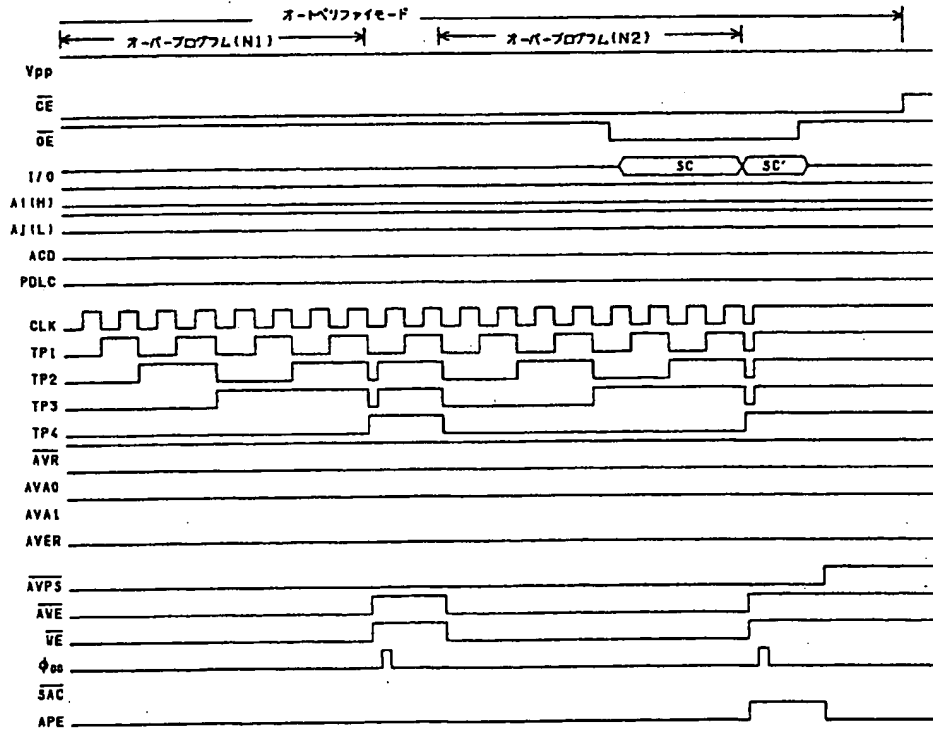 オートベリファイモード
オーバープログラム(N1)
オーバープログラム(N2)
Vpp
CE
OE
I/O
SC
SC'
Ai(H)
Aj(L)
ACD
PDLC
CLK
TP1
TP2
TP3
TP4
AVR
AVA0
AVA1
AVER
AVPS
AVE
WE
SAC
APE